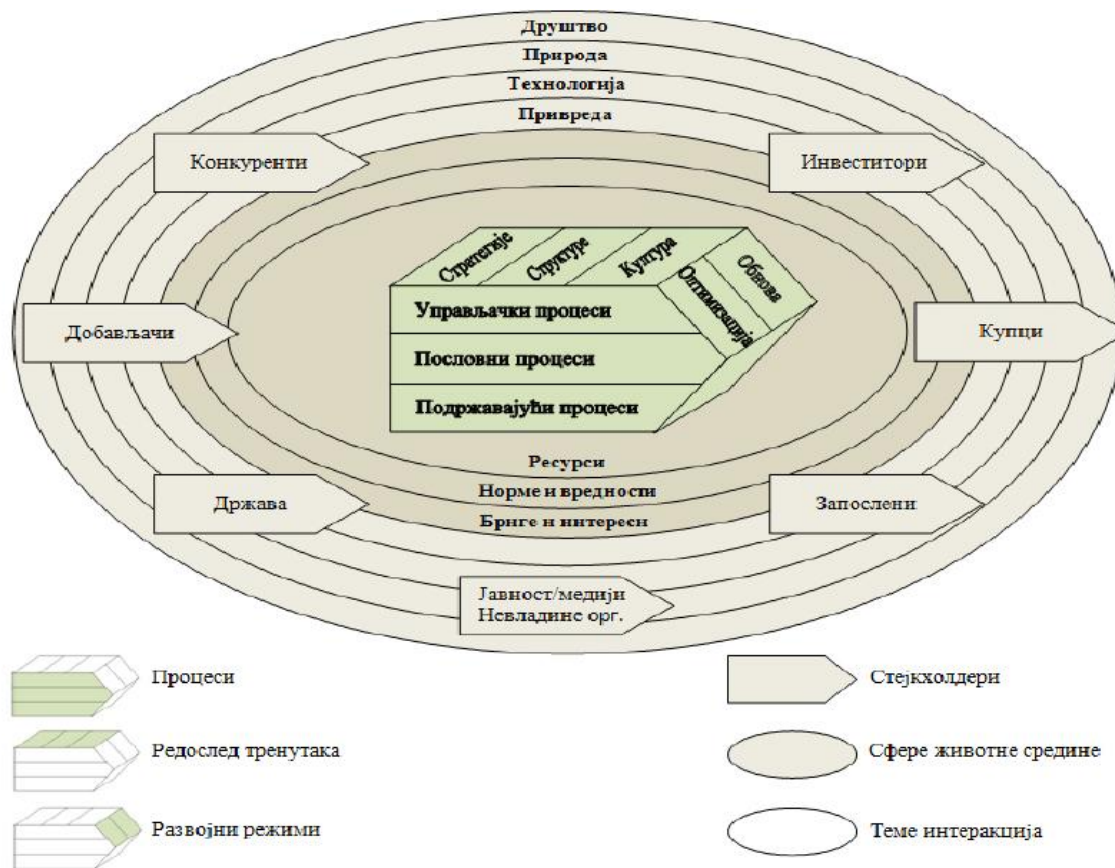 Друштво
Природа
Технологија
Привреда
Конкуренти
Инвеститори
Стратегије
Структуре
Култура
Обнова
Оптимизација
Управљачки процеси
Пословни процеси
Подржавајући процеси
Добављачи
Купци
Ресурси
Норме и вредности
Бриге и интереси
Држава
Запослени
Јавност/медији
Невладине орг.
Процеси
Стејкхолдери
Редослед тренутака
Сфере животне средине
Развојни режими
Теме интеракција